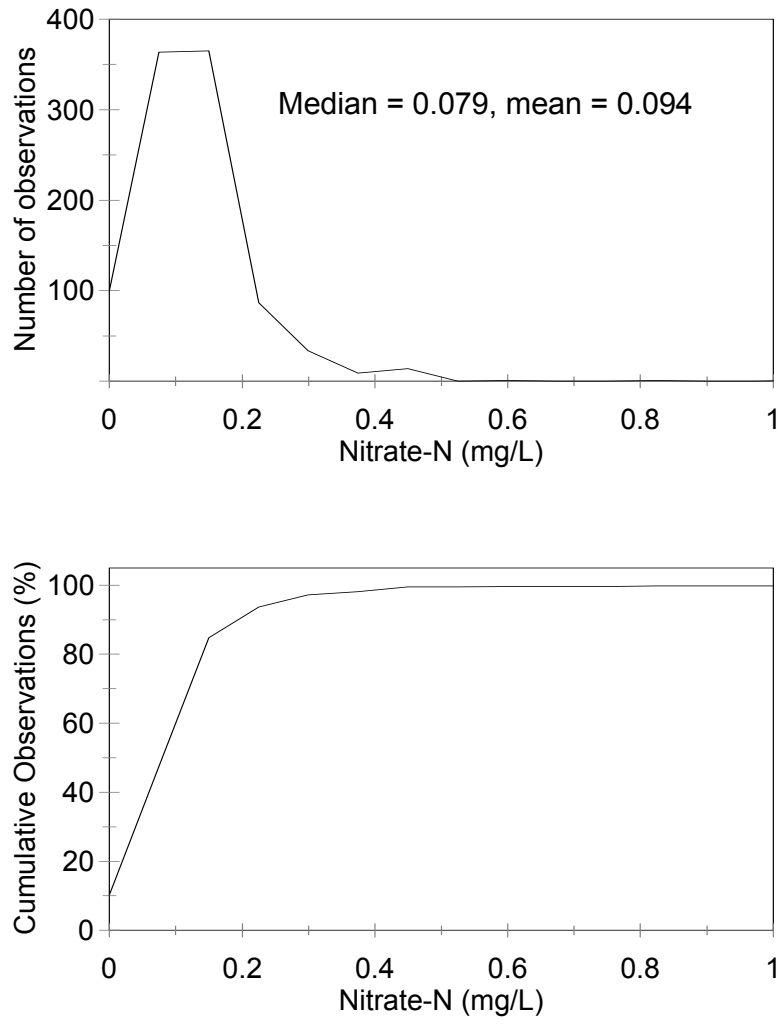 400
300
200
100
Number of observations
Median = 0.079, mean = 0.094
0 0.2 0.4 0.6 0.8 1
Nitrate-N (mg/L)
100
80
60
40
20
0
Cumulative Observations (%)
0 0.2 0.4 0.6 0.8 1
Nitrate-N (mg/L)